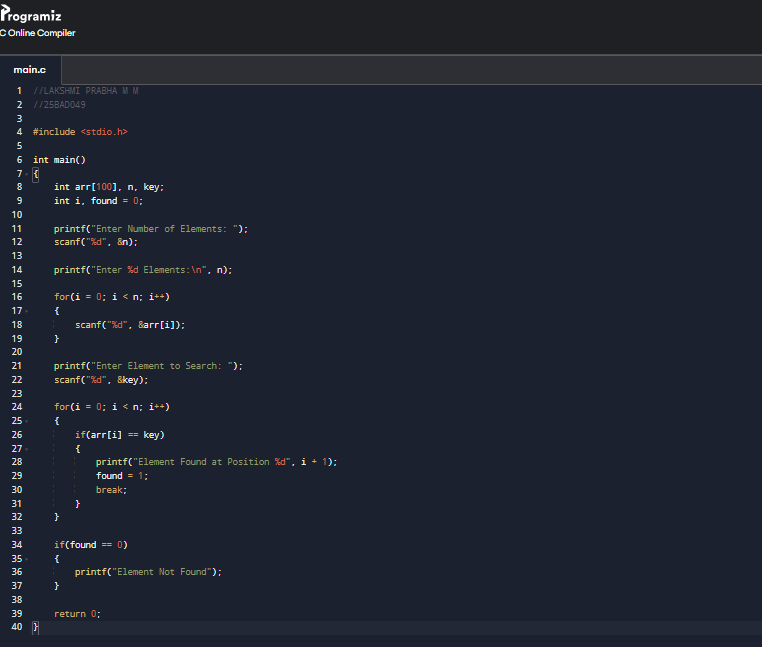 Programiz
C Online Compiler
main.c
1 //LAKSHMI PRABHA M M
2 //25BAD049
3
4 #include <stdio.h>
5
6 int main()
7 {
8     int arr[100], n, key;
9     int i, found = 0;
10
11     printf("Enter Number of Elements: ");
12     scanf("%d", &n);
13
14     printf("Enter %d Elements:\n", n);
15
16     for(i = 0; i < n; i++)
17     {
18         scanf("%d", &arr[i]);
19     }
20
21     printf("Enter Element to Search: ");
22     scanf("%d", &key);
23
24     for(i = 0; i < n; i++)
25     {
26         if(arr[i] == key)
27         {
28             printf("Element Found at Position %d", i + 1);
29             found = 1;
30             break;
31         }
32     }
33
34     if(found == 0)
35     {
36         printf("Element Not Found");
37     }
38
39     return 0;
40 }